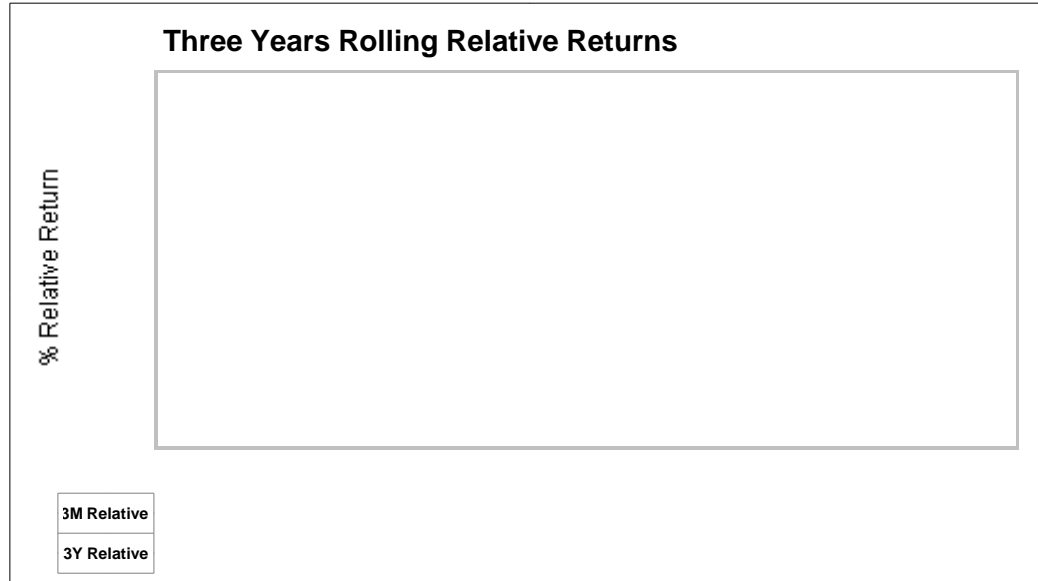 Three Years Rolling Relative Returns
% Relative Return
3M Relative
3Y Relative